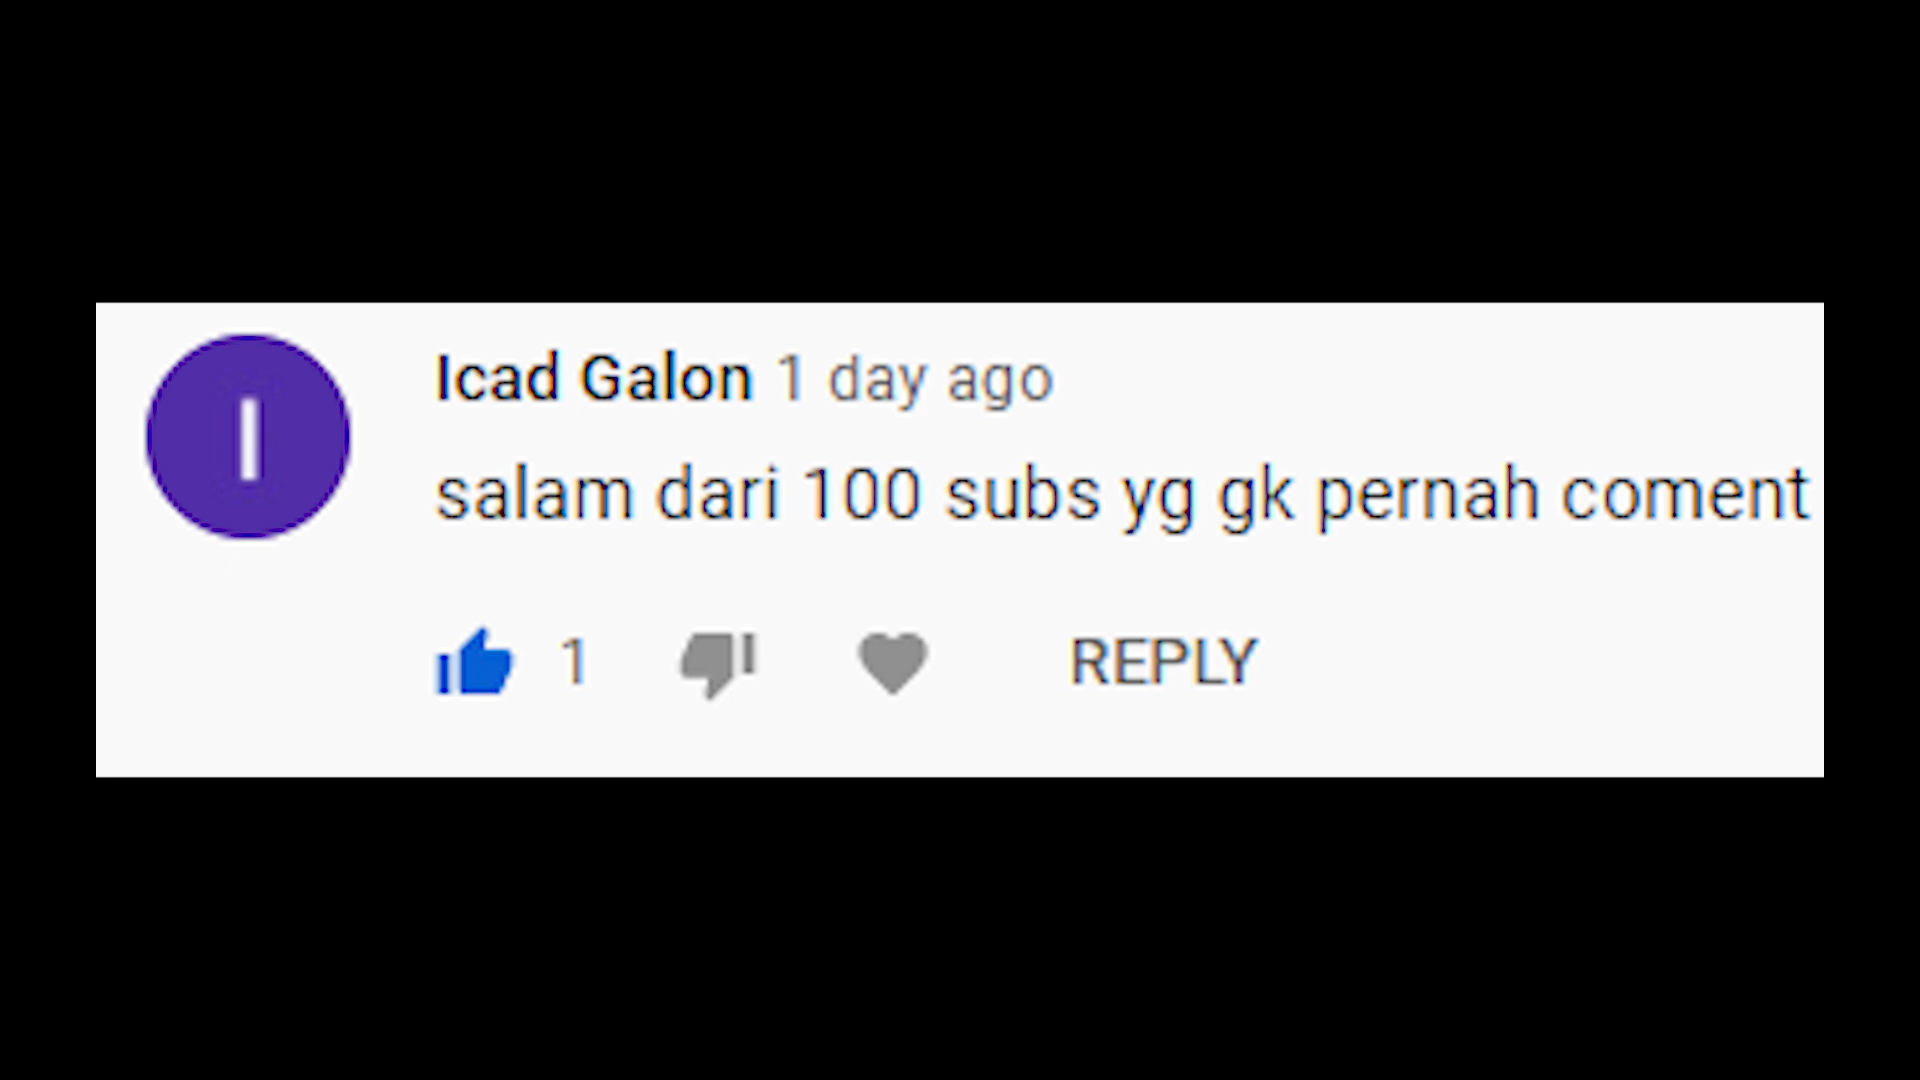 I
Icad Galon 1 day ago
salam dari 100 subs yg gk pernah coment
1
REPLY